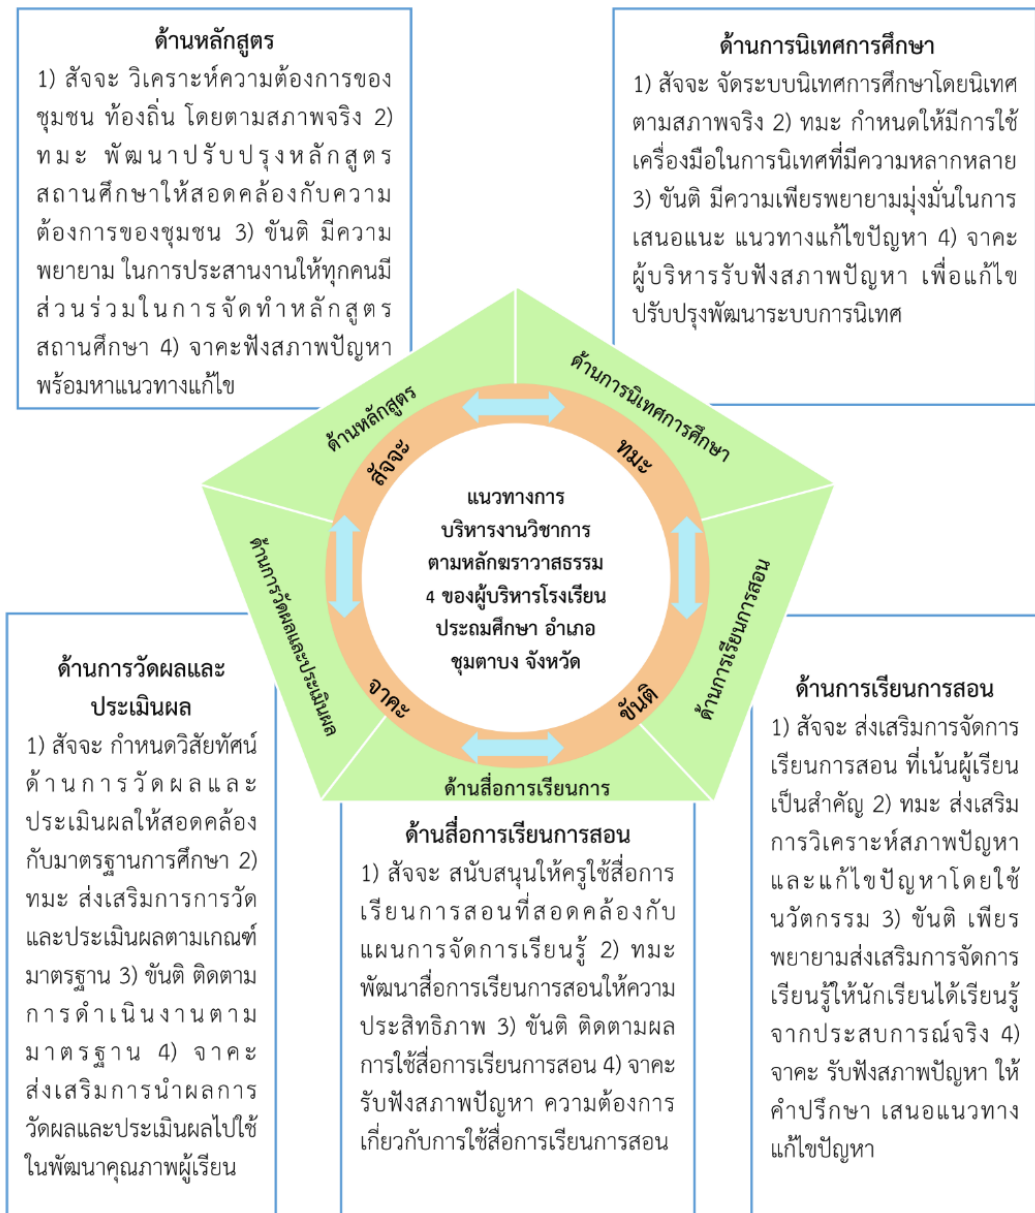 ด้านหลักสูตร
1) สัจจะ วิเคราะห์ความต้องการของ
ชุมชน ท้องถิ่น โดยตามสภาพจริง 2)
ทมะ พัฒนาปรับปรุงหลักสูตร
สถานศึกษาให้สอดคล้องกับความ
ต้องการของชุมชน 3) ขันติ มีความ
พยายาม ในการประสานงานให้ทุกคนมี
ส่วนร่วมในการจัดทำหลักสูตร
สถานศึกษา 4) จาคะฟังสภาพปัญหา
พร้อมหาแนวทางแก้ไข
ด้านการนิเทศการศึกษา
1) สัจจะ จัดระบบนิเทศการศึกษาโดยนิเทศ
ตามสภาพจริง 2) ทมะ กำหนดให้มีการใช้
เครื่องมือในการนิเทศที่มีความหลากหลาย
3) ขันติ มีความเพียรพยายามมุ่งมั่นในการ
เสนอแนะ แนวทางแก้ไขปัญหา 4) จาคะ
ผู้บริหารรับฟังสภาพปัญหา เพื่อแก้ไข
ปรับปรุงพัฒนาระบบการนิเทศ
ด้านหลักสูตร
ด้านการนิเทศการศึกษา
สัจจะ
ทมะ
แนวทางการ
บริหารงานวิชาการ
ตามหลักฆราวาสธรรม
4 ของผู้บริหารโรงเรียน
ประถมศึกษา อำเภอ
ชุมตาบง จังหวัด
ด้านการวัดผลและประเมินผล
ด้านการเรียนการสอน
จาคะ
ขันติ
ด้านสื่อการเรียนการ
ด้านการวัดผลและ
ประเมินผล
1) สัจจะ กำหนดวิสัยทัศน์
ด้านการวัดผลและ
ประเมินผลให้สอดคล้อง
กับมาตรฐานการศึกษา 2)
ทมะ ส่งเสริมการการวัด
และประเมินผลตามเกณฑ์
มาตรฐาน 3) ขันติ ติดตาม
การดำเนินงานตาม
มาตรฐาน 4) จาคะ
ส่งเสริมการนำผลการ
วัดผลและประเมินผลไปใช้
ในพัฒนาคุณภาพผู้เรียน
ด้านสื่อการเรียนการสอน
1) สัจจะ สนับสนุนให้ครูใช้สื่อการ
เรียนการสอนที่สอดคล้องกับ
แผนการจัดการเรียนรู้ 2) ทมะ
พัฒนาสื่อการเรียนการสอนให้ความ
ประสิทธิภาพ 3) ขันติ ติดตามผล
การใช้สื่อการเรียนการสอน 4) จาคะ
รับฟังสภาพปัญหา ความต้องการ
เกี่ยวกับการใช้สื่อการเรียนการสอน
ด้านการเรียนการสอน
1) สัจจะ ส่งเสริมการจัดการ
เรียนการสอน ที่เน้นผู้เรียน
เป็นสำคัญ 2) ทมะ ส่งเสริม
การวิเคราะห์สภาพปัญหา
และแก้ไขปัญหาโดยใช้
นวัตกรรม 3) ขันติ เพียร
พยายามส่งเสริมการจัดการ
เรียนรู้ให้นักเรียนได้เรียนรู้
จากประสบการณ์จริง 4)
จาคะ รับฟังสภาพปัญหา ให้
คำปรึกษา เสนอแนวทาง
แก้ไขปัญหา